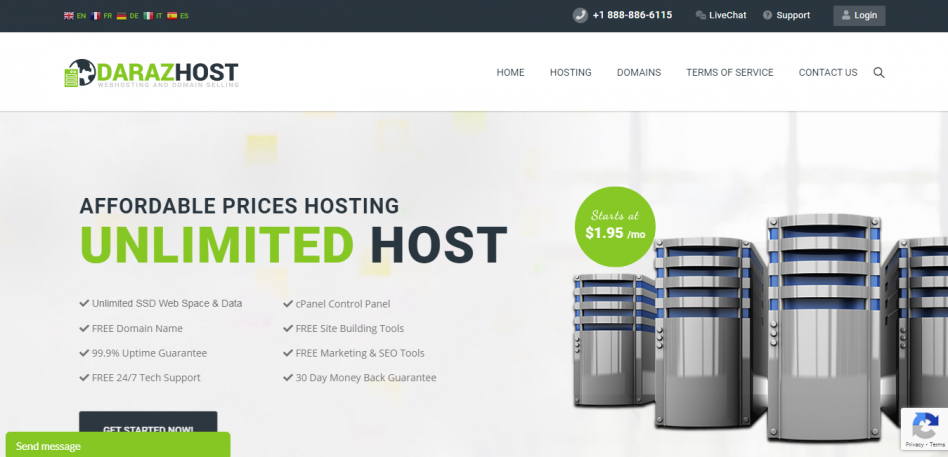 EN FR DE IT ES
+1 888-886-6115 LiveChat Support Login
DARAZHOST
WEBHOSTING AND DOMAIN SELLING
HOME HOSTING DOMAINS TERMS OF SERVICE CONTACT US
AFFORDABLE PRICES HOSTING
UNLIMITED HOST
Starts at
$1.95 /mo
✓ Unlimited SSD Web Space & Data
✓ cPanel Control Panel
✓ FREE Domain Name
✓ FREE Site Building Tools
✓ 99.9% Uptime Guarantee
✓ FREE Marketing & SEO Tools
✓ FREE 24/7 Tech Support
✓ 30 Day Money Back Guarantee
GET STARTED NOW!
Send message
Privacy - Terms